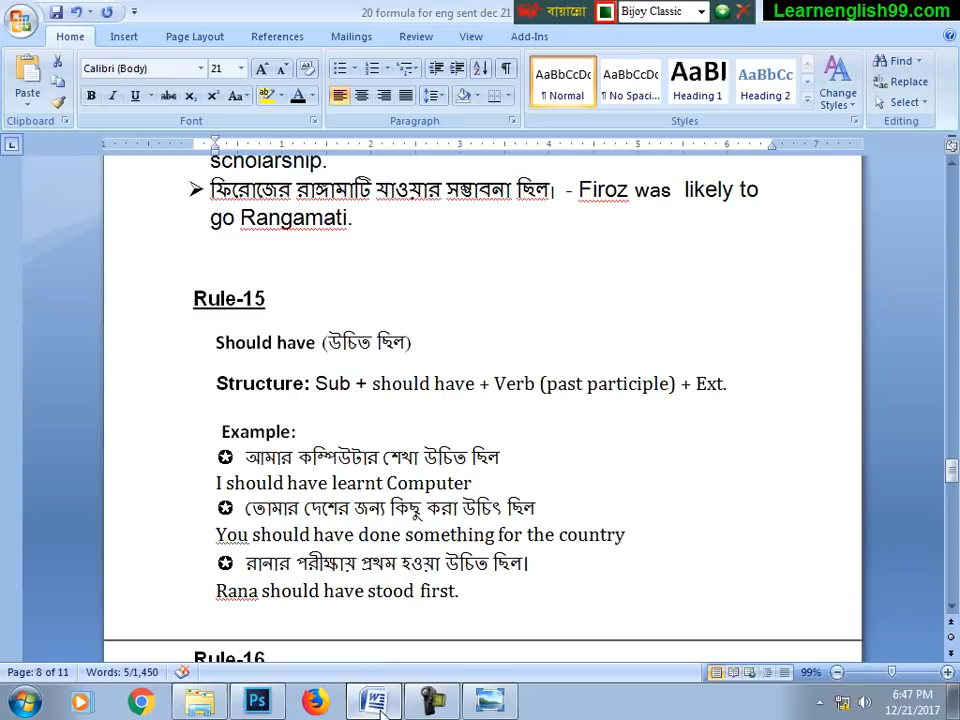 20 formula for eng sent dec 21
বায়ান্নো
Bijoy Classic
Learnenglish99.com
Home Insert Page Layout References Mailings Review View Add-Ins
Paste
Calibri (Body) 21
AaBbCcDc AaBbCcDc AaBl AaBbCc
¶ Normal ¶ No Spaci... Heading 1 Heading 2
Change Styles
Find
Replace
Select
Clipboard Font Paragraph Styles Editing
scholarship.
ফিরোজের রাঙ্গামাটি যাওয়ার সম্ভাবনা ছিল। - Firoz was likely to
go Rangamati.
Rule-15
Should have (উচিত ছিল)
Structure: Sub + should have + Verb (past participle) + Ext.
Example:
আমার কম্পিউটার শেখা উচিত ছিল
I should have learnt Computer
তোমার দেশের জন্য কিছু করা উচিৎ ছিল
You should have done something for the country
রানার পরীক্ষায় প্রথম হওয়া উচিত ছিল।
Rana should have stood first.
Rule-16
Page: 8 of 11 Words: 5/1,450 99%
6:47 PM
12/21/2017